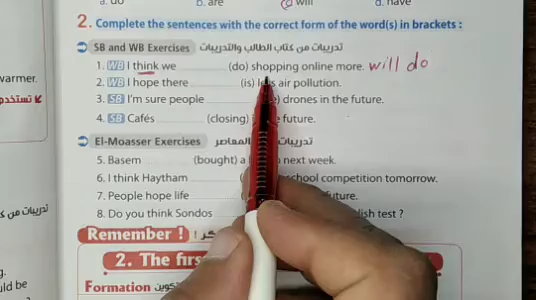 a. do b. are c will d. have
2. Complete the sentences with the correct form of the word(s) in brackets :
SB and WB Exercises تدريبات من كتاب الطالب والتدريبات
1. WB I think we (do) shopping online more. will do
2. WB I hope there (is) less air pollution.
3. SB I'm sure people drones in the future.
4. SB Cafés (closing) future.
El-Moasser Exercises تدريبات المعاصر
5. Basem (bought) a next week.
6. I think Haytham school competition tomorrow.
7. People hope life future.
8. Do you think Sondos test ?
Remember !
2. The firs
Formation تكوين
warmer.
تدريبات
uld be